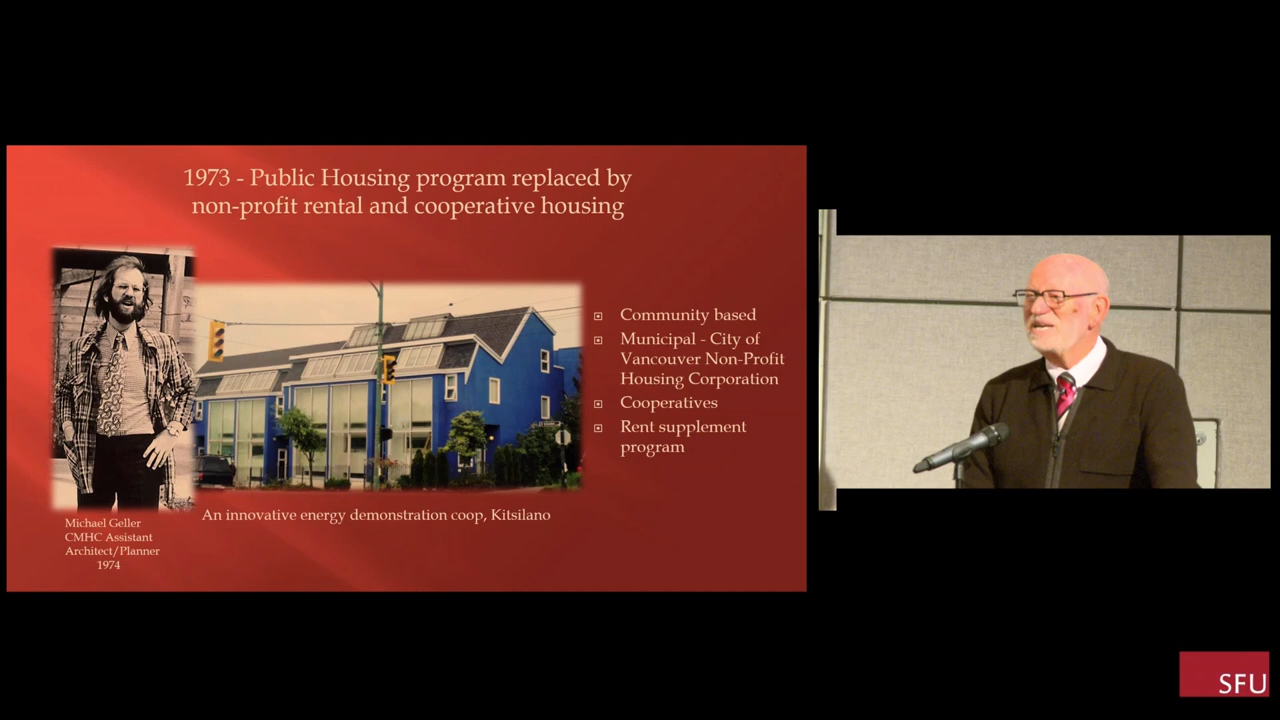 1973 - Public Housing program replaced by
non-profit rental and cooperative housing
Community based
Municipal - City of
Vancouver Non-Profit
Housing Corporation
Cooperatives
Rent supplement
program
An innovative energy demonstration coop, Kitsilano
Michael Geller
CMHC Assistant
Architect/Planner
1974
SFU